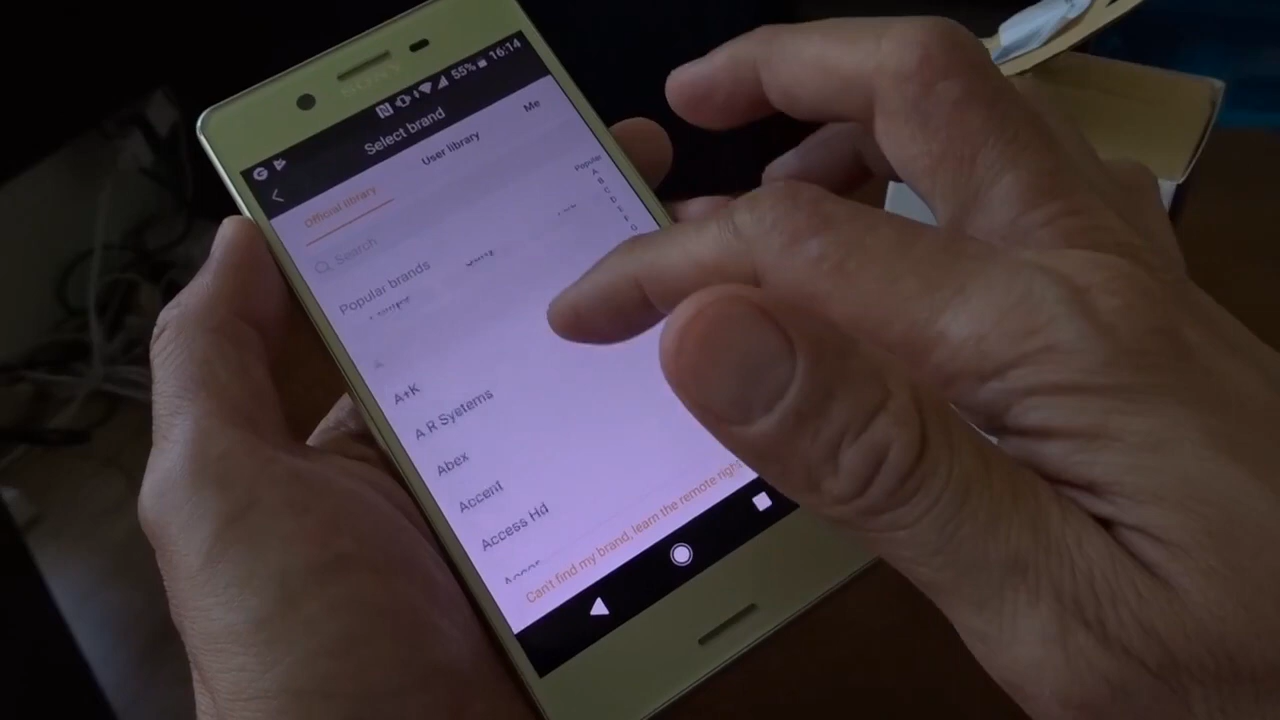 SONY
55% 16:14
Select brand
Official library User library Me
Search
Popular
A
B
C
D
E
F
G
Popular brands
A
A+K
A R Systems
Abex
Accent
Access Hd
Can't find my brand, learn the remote right